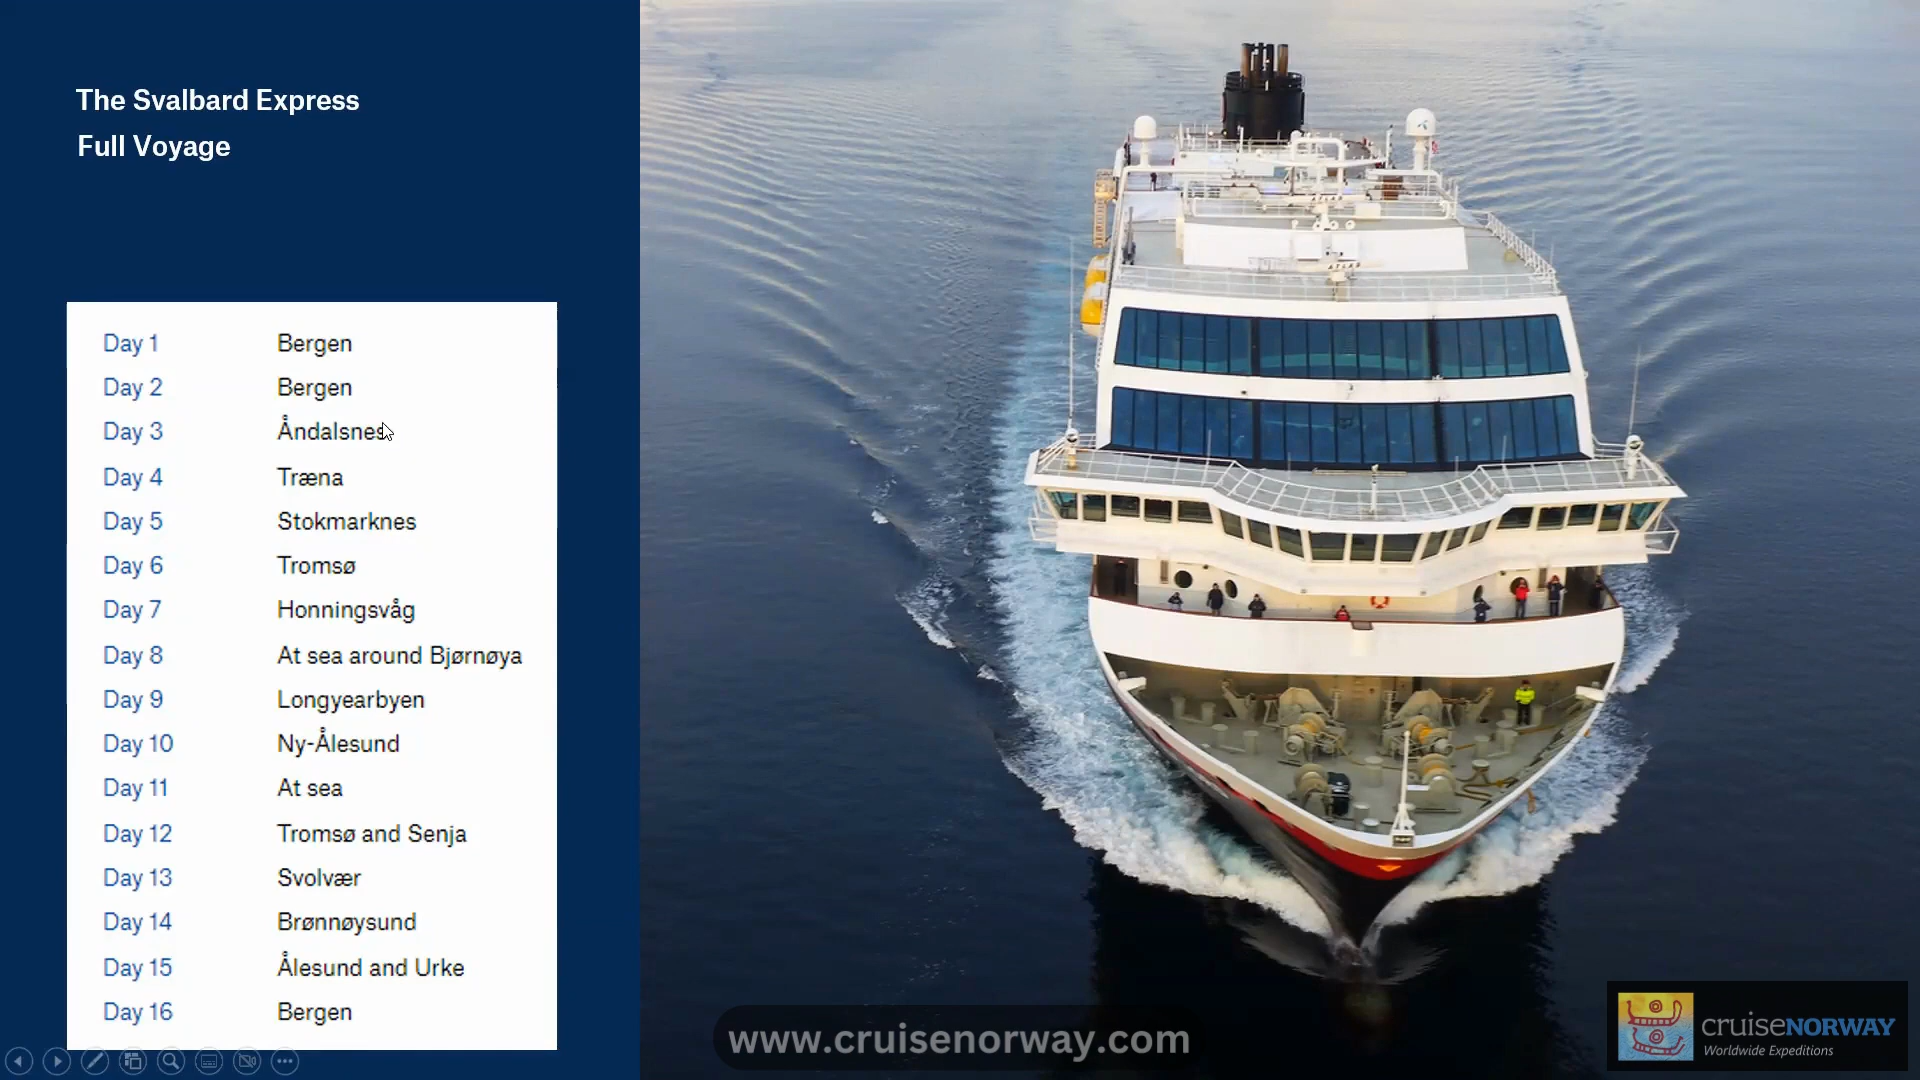 The Svalbard Express
Full Voyage
Day 1 Bergen
Day 2 Bergen
Day 3 Åndalsnes
Day 4 Træna
Day 5 Stokmarknes
Day 6 Tromsø
Day 7 Honningsvåg
Day 8 At sea around Bjørnøya
Day 9 Longyearbyen
Day 10 Ny-Ålesund
Day 11 At sea
Day 12 Tromsø and Senja
Day 13 Svolvær
Day 14 Brønnøysund
Day 15 Ålesund and Urke
Day 16 Bergen
www.cruisenorway.com
cruiseNORWAY
Worldwide Expeditions